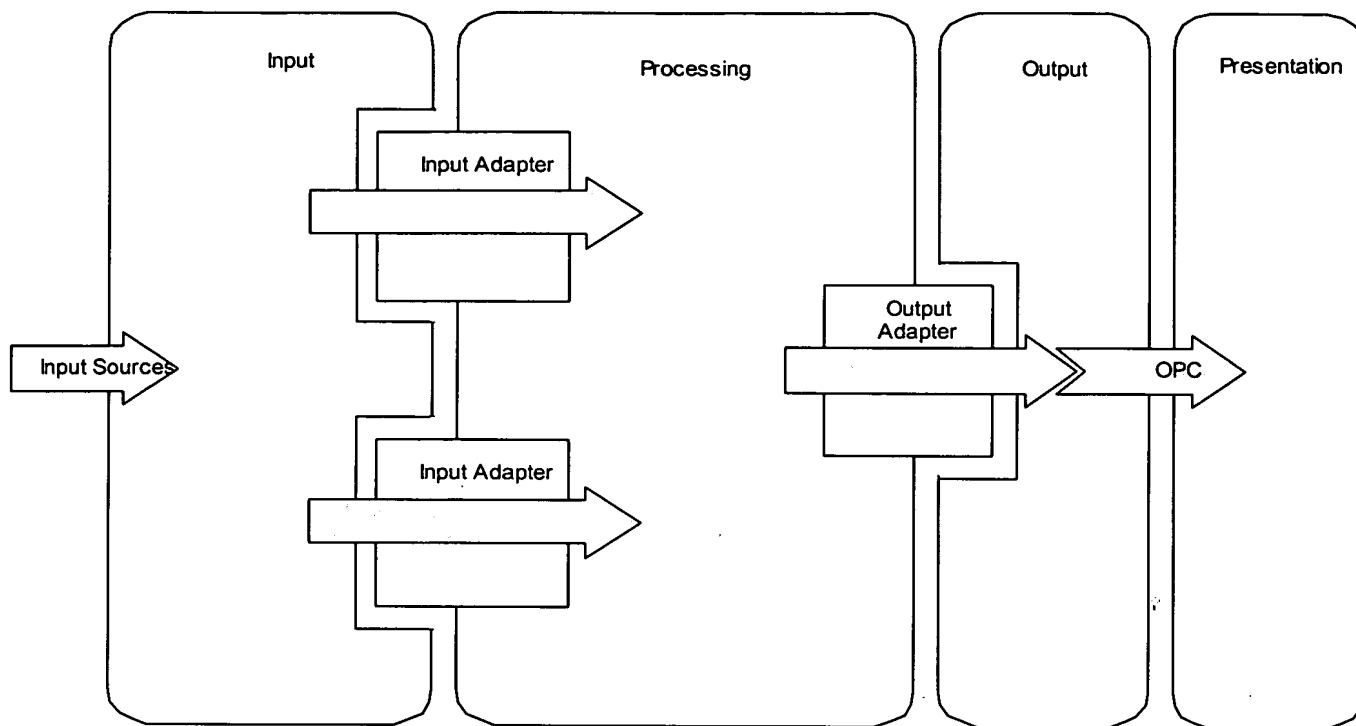 Input
Processing
Output
Presentation
Input Adapter
Output
Adapter
Input Sources
OPC
Input Adapter